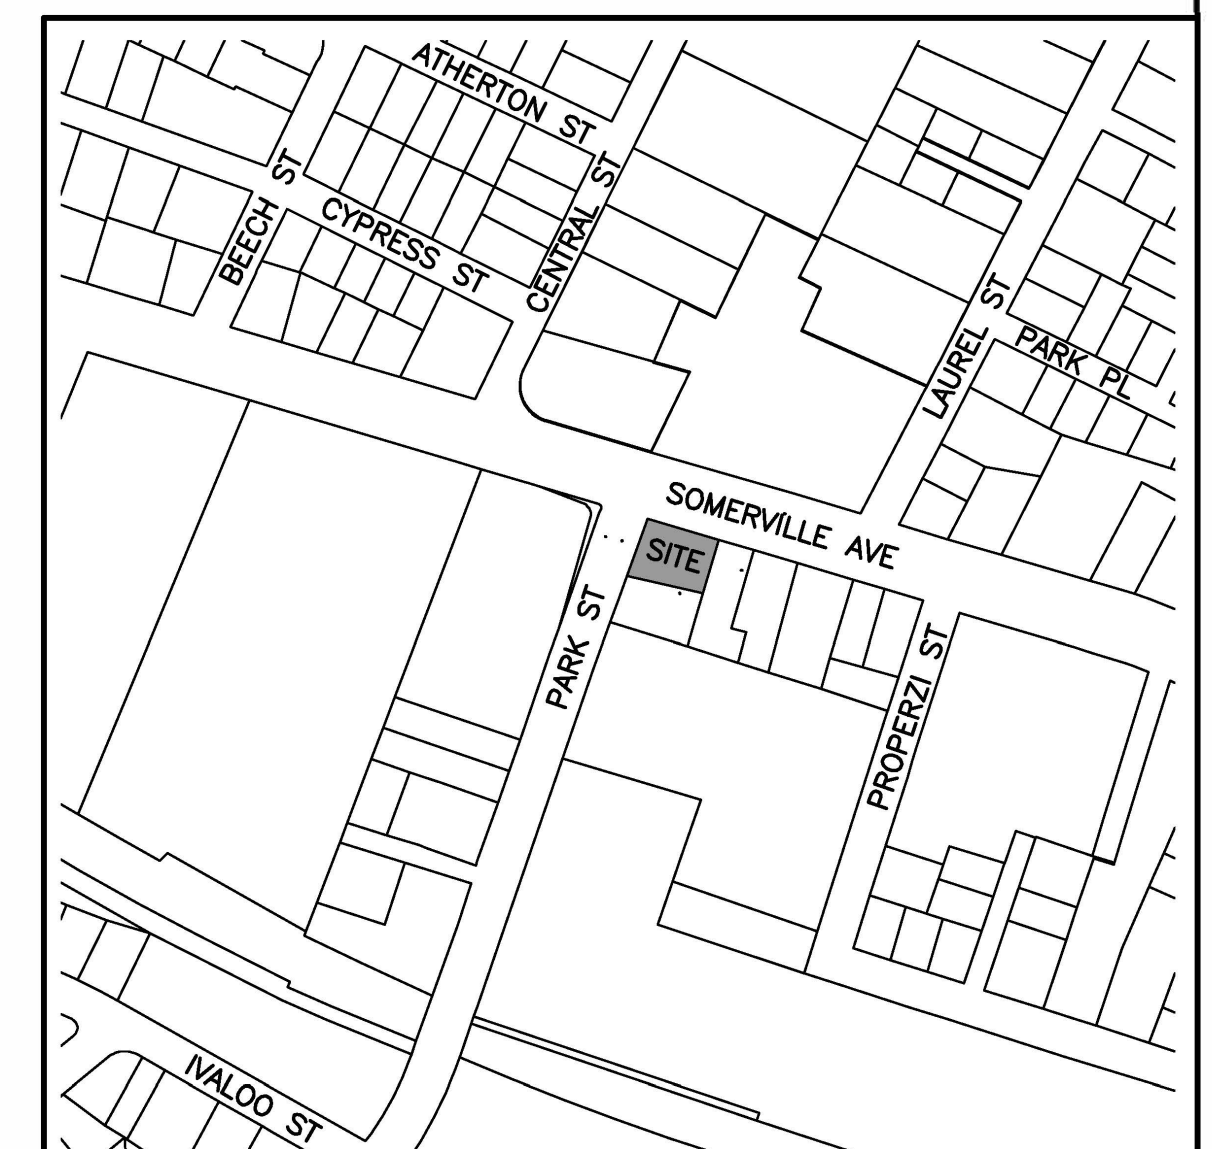 ATHERTON ST
BEECH ST
CYPRESS ST
CENTRAL ST
LAUREL ST
PARK PL
SOMERVILLE AVE
SITE
PARK ST
PROPERZI ST
IVALOO ST